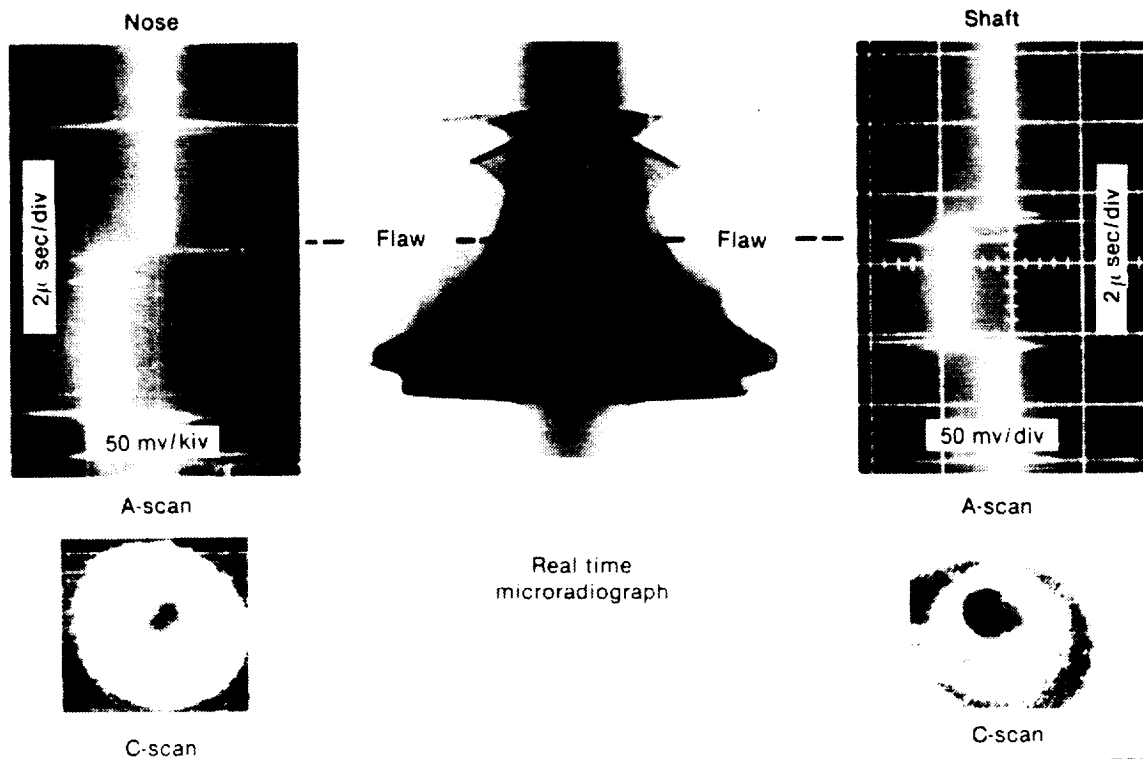 Nose
Shaft
2μ sec/div
Flaw
Flaw
2μ sec/div
50 mv/kiv
50 mv/div
A-scan
A-scan
Real time
microradiograph
C-scan
C-scan